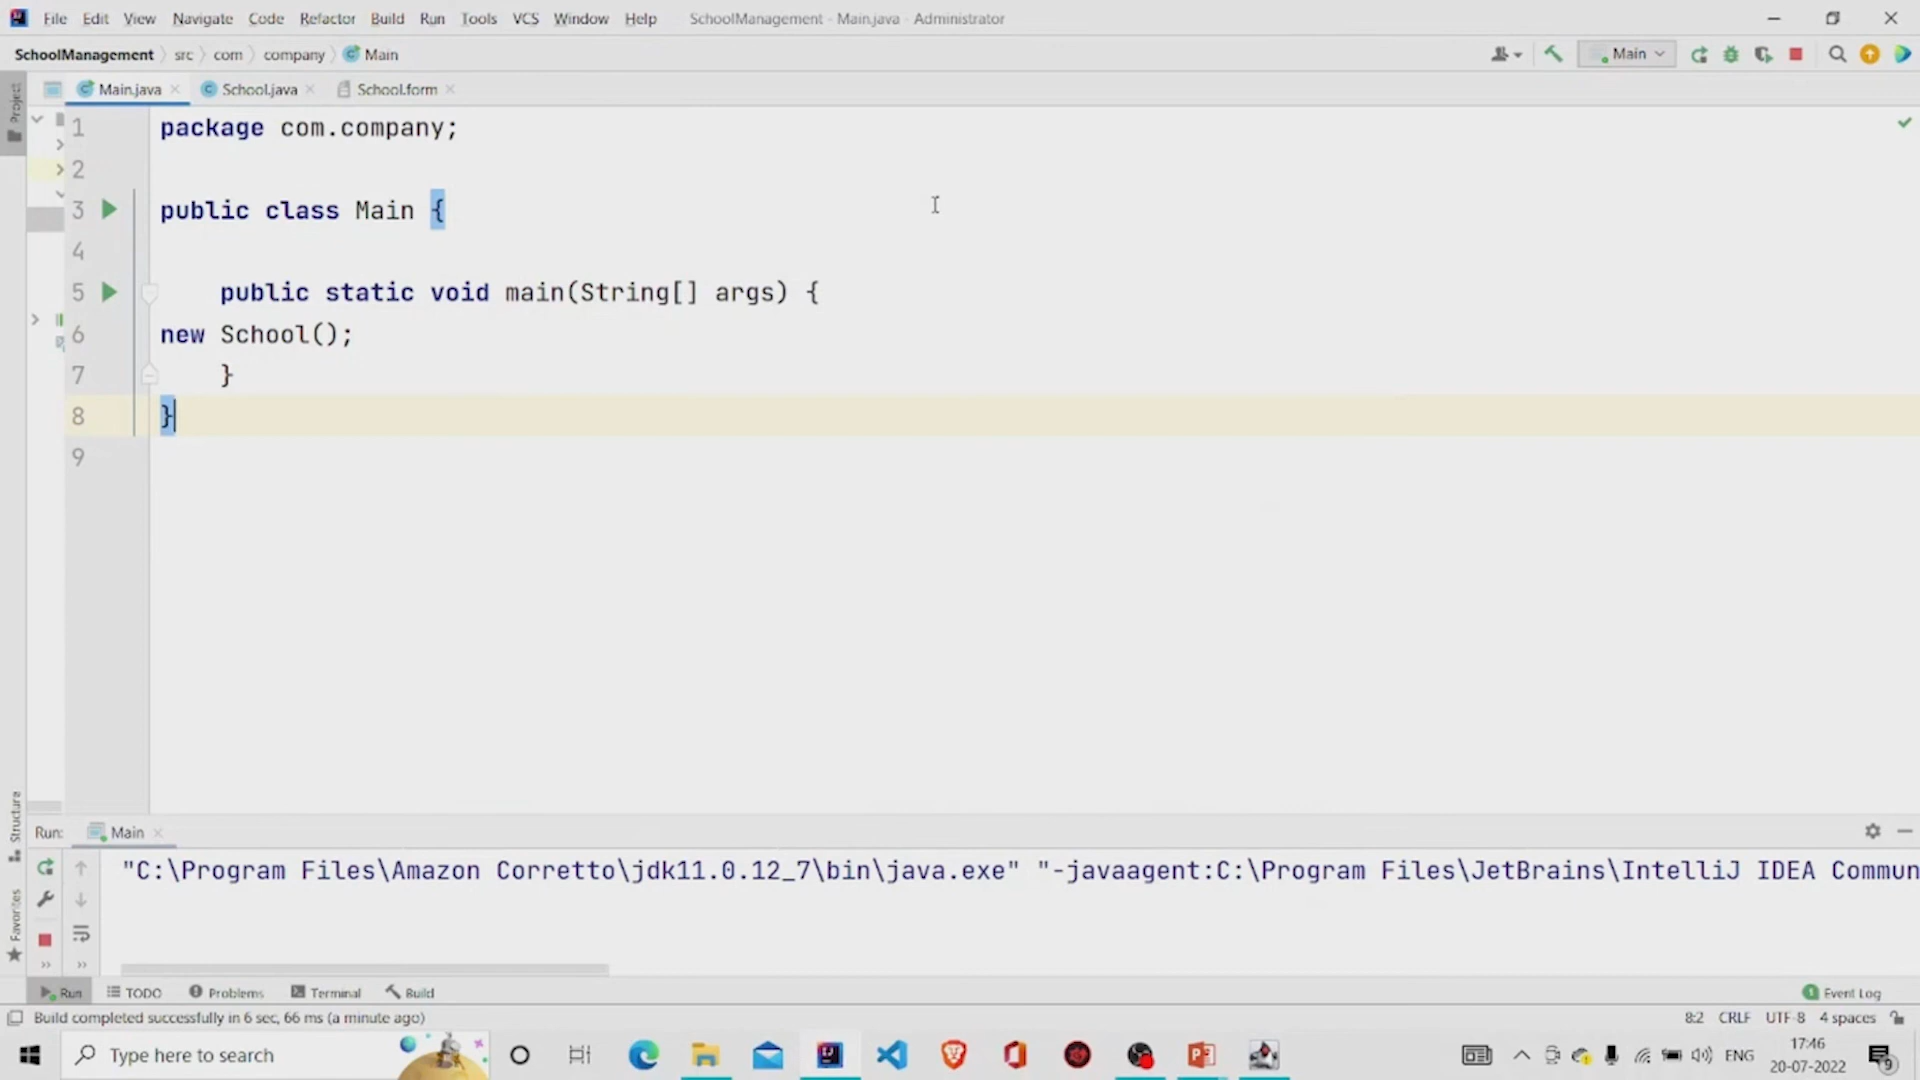 File Edit View Navigate Code Refactor Build Run Tools VCS Window Help SchoolManagement - Main.java - Administrator
SchoolManagement src com company Main
Main
Main.java School.java School.form
Project
1 package com.company;
2
3 public class Main {
4
5 public static void main(String[] args) {
6 new School();
7 }
8 }
9
Structure
Favorites
Run: Main
"C:\Program Files\Amazon Corretto\jdk11.0.12_7\bin\java.exe" "-javaagent:C:\Program Files\JetBrains\IntelliJ IDEA Commun
Run TODO Problems Terminal Build
1 Event Log
Build completed successfully in 6 sec, 66 ms (a minute ago)
8:2 CRLF UTF-8 4 spaces
Type here to search
ENG
17:46
20-07-2022
9